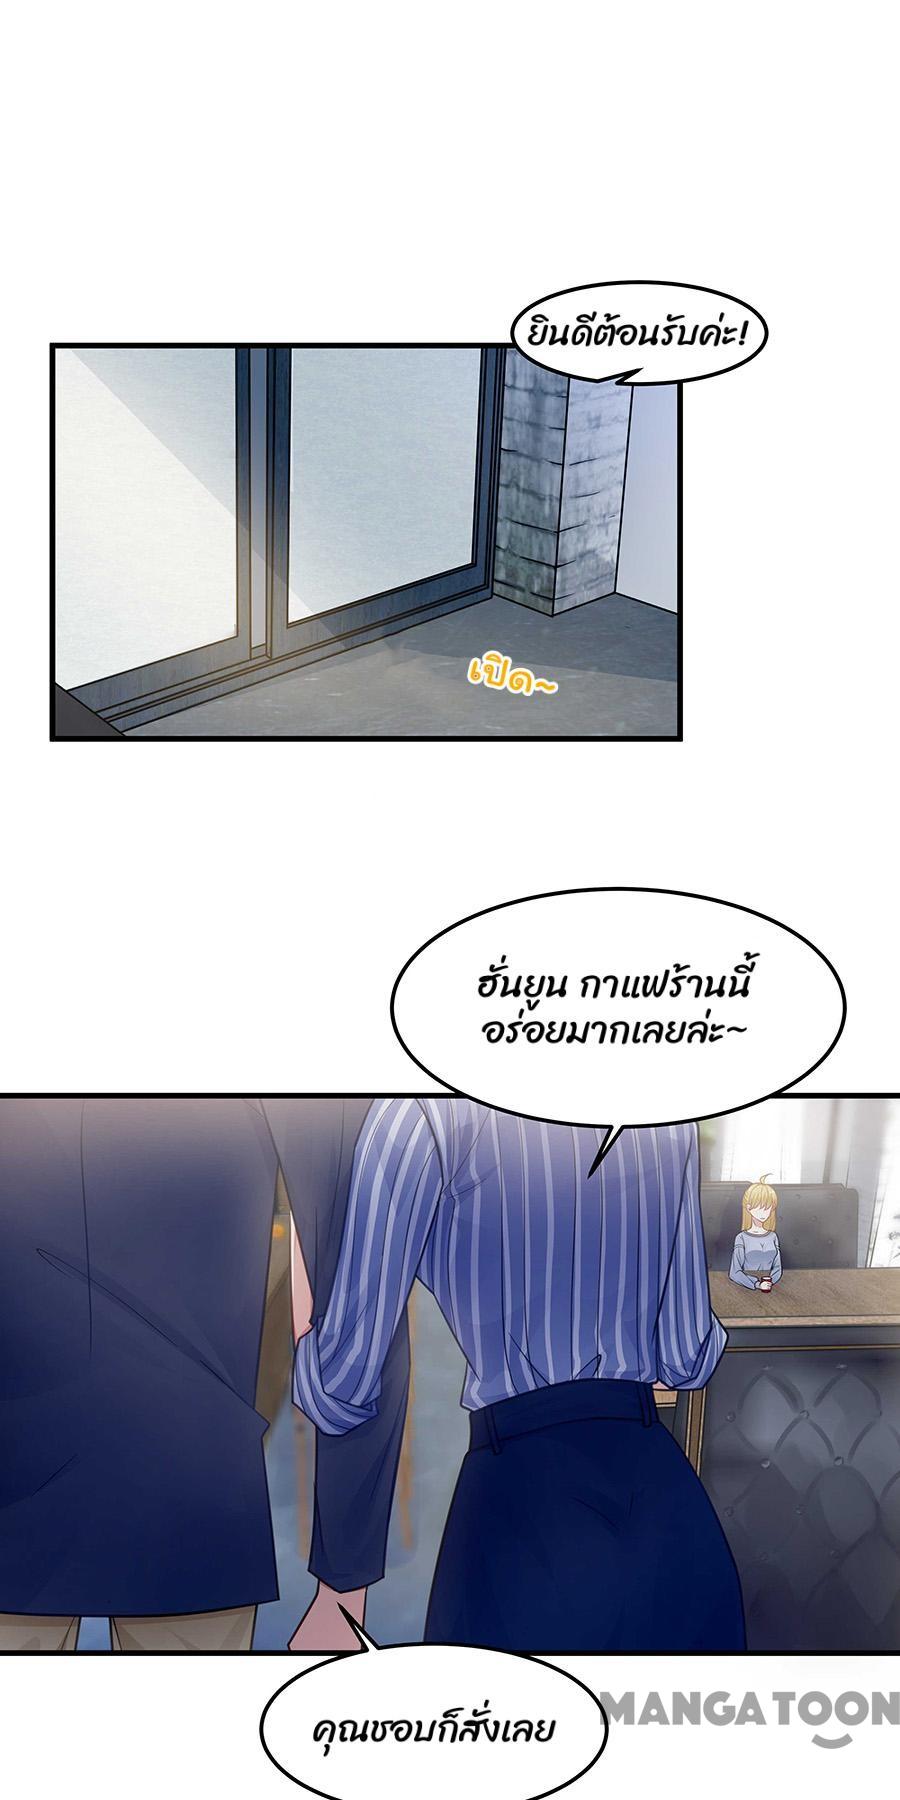 ยินดีต้อนรับค่ะ!
เปิด~
ฮั่นยูน กาแฟร้านนี้
อร่อยมากเลยล่ะ~
คุณชอบก็สั่งเลย
MANGATOON